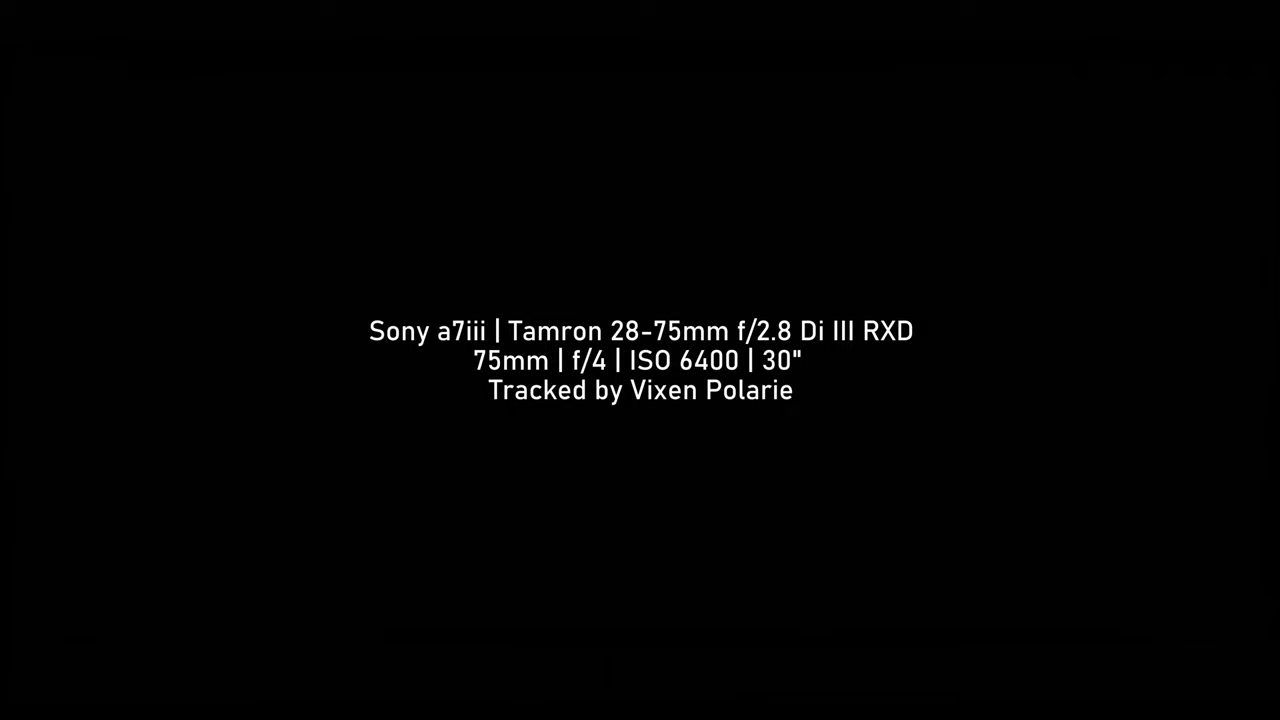 Sony a7iii | Tamron 28-75mm f/2.8 Di III RXD
75mm | f/4 | ISO 6400 | 30"
Tracked by Vixen Polarie